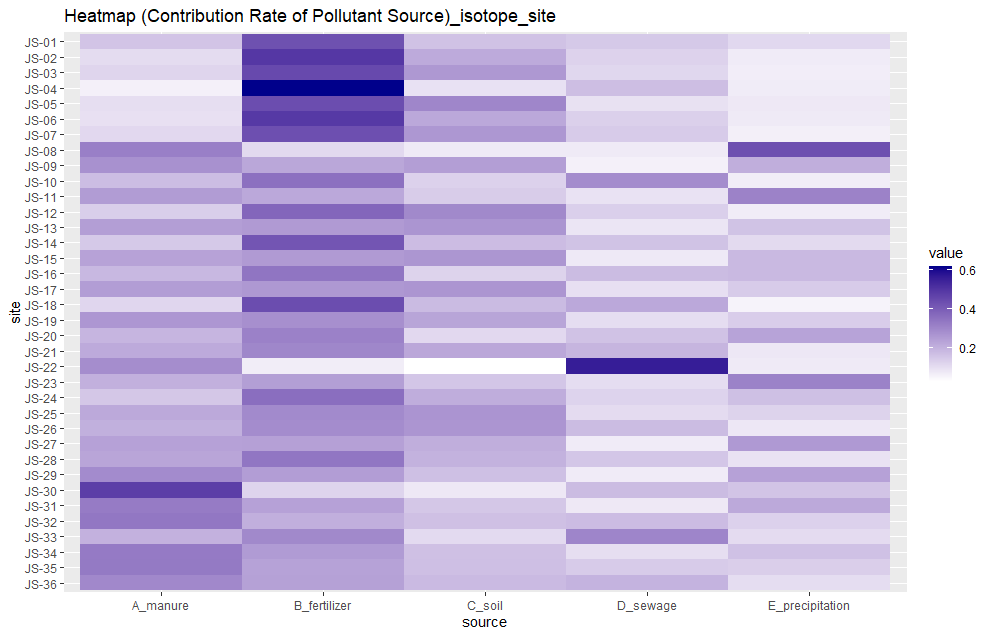 Heatmap (Contribution Rate of Pollutant Source)_isotope_site
JS-01
JS-02
JS-03
JS-04
JS-05
JS-06
JS-07
JS-08
JS-09
JS-10
JS-11
JS-12
JS-13
JS-14
JS-15
JS-16
JS-17
JS-18
JS-19
JS-20
JS-21
JS-22
JS-23
JS-24
JS-25
JS-26
JS-27
JS-28
JS-29
JS-30
JS-31
JS-32
JS-33
JS-34
JS-35
JS-36
site
A_manure B_fertilizer C_soil D_sewage E_precipitation
source
value
0.6
0.4
0.2